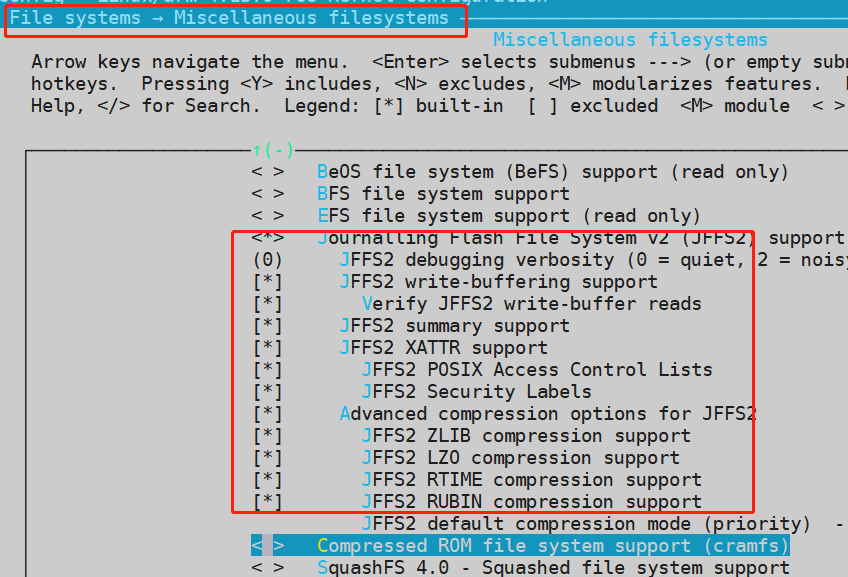 File systems → Miscellaneous filesystems
Miscellaneous filesystems
Arrow keys navigate the menu.  <Enter> selects submenus ---> (or empty
hotkeys.  Pressing <Y> includes, <N> excludes, <M> modularizes features.
Help, </> for Search.  Legend: [*] built-in  [ ] excluded  <M> module  < >
↑(-)
< > BeOS file system (BeFS) support (read only)
< > BFS file system support
< > EFS file system support (read only)
<*> Journalling Flash File System v2 (JFFS2) support
(0) JFFS2 debugging verbosity (0 = quiet, 2 = noisy
[*] JFFS2 write-buffering support
[*] Verify JFFS2 write-buffer reads
[*] JFFS2 summary support
[*] JFFS2 XATTR support
[*] JFFS2 POSIX Access Control Lists
[*] JFFS2 Security Labels
[*] Advanced compression options for JFFS2
[*] JFFS2 ZLIB compression support
[*] JFFS2 LZO compression support
[*] JFFS2 RTIME compression support
[*] JFFS2 RUBIN compression support
JFFS2 default compression mode (priority)  -
< > Compressed ROM file system support (cramfs)
< > SquashFS 4.0 - Squashed file system support